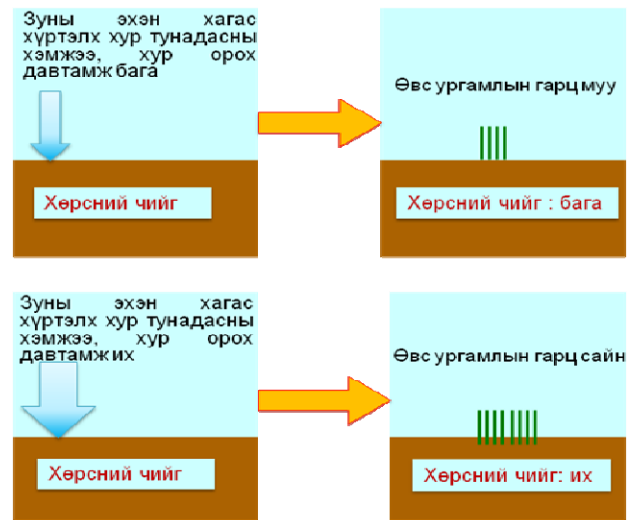 Зуны эхэн хагас
хүртэлх хур тунадасны
хэмжээ, хур орох
давтамж бага
Өвс ургамлын гарц муу
Хөрсний чийг
Хөрсний чийг : бага
Зуны эхэн хагас
хүртэлх хур тунадасны
хэмжээ, хур орох
давтамж их
Өвс ургамлын гарц сайн
Хөрсний чийг
Хөрсний чийг: их